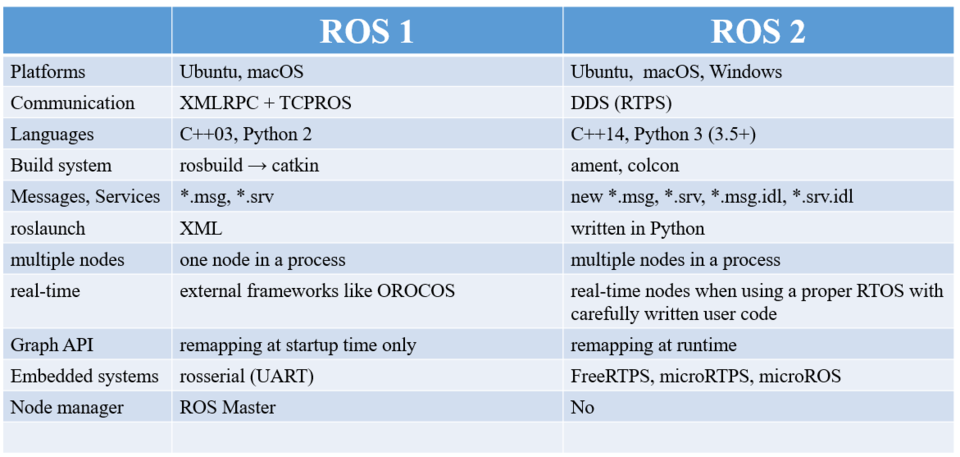 ROS 1 ROS 2
Platforms Ubuntu, macOS Ubuntu, macOS, Windows
Communication XMLRPC + TCPROS DDS (RTPS)
Languages C++03, Python 2 C++14, Python 3 (3.5+)
Build system rosbuild → catkin ament, colcon
Messages, Services *.msg, *.srv new *.msg, *.srv, *.msg.idl, *.srv.idl
roslaunch XML written in Python
multiple nodes one node in a process multiple nodes in a process
real-time external frameworks like OROCOS real-time nodes when using a proper RTOS with
carefully written user code
Graph API remapping at startup time only remapping at runtime
Embedded systems rosserial (UART) FreeRTPS, microRTPS, microROS
Node manager ROS Master No